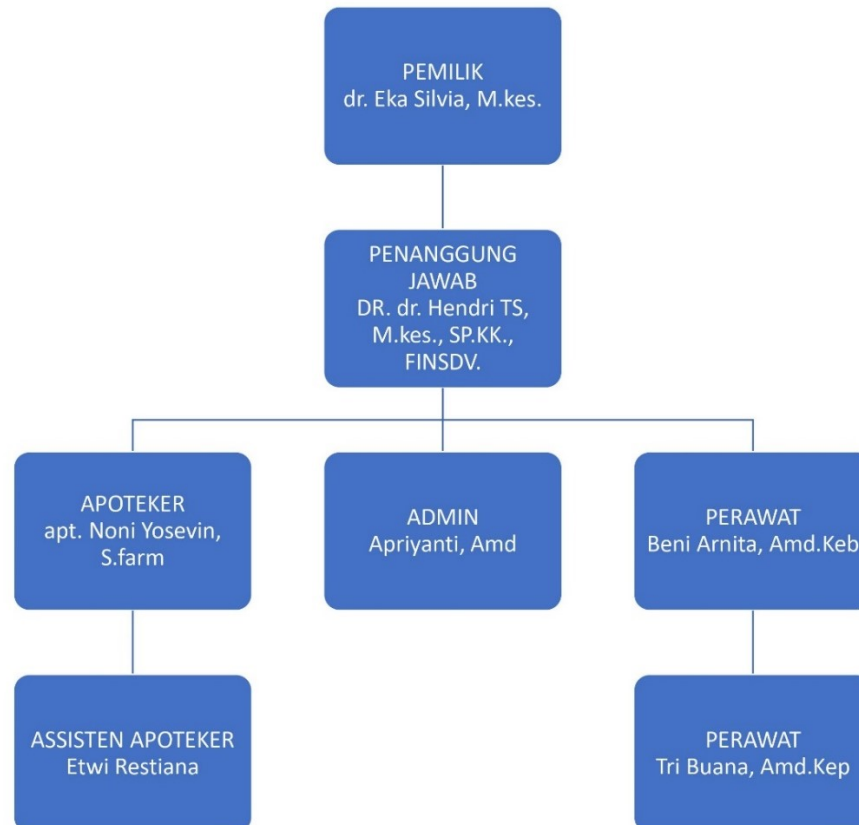 PEMILIK
dr. Eka Silvia, M.kes.
PENANGGUNG
JAWAB
DR. dr. Hendri TS,
M.kes., SP.KK.,
FINSDV.
APOTEKER
apt. Noni Yosevin,
S.farm
ADMIN
Apriyanti, Amd
PERAWAT
Beni Arnita, Amd.Keb
ASSISTEN APOTEKER
Etwi Restiana
PERAWAT
Tri Buana, Amd.Kep